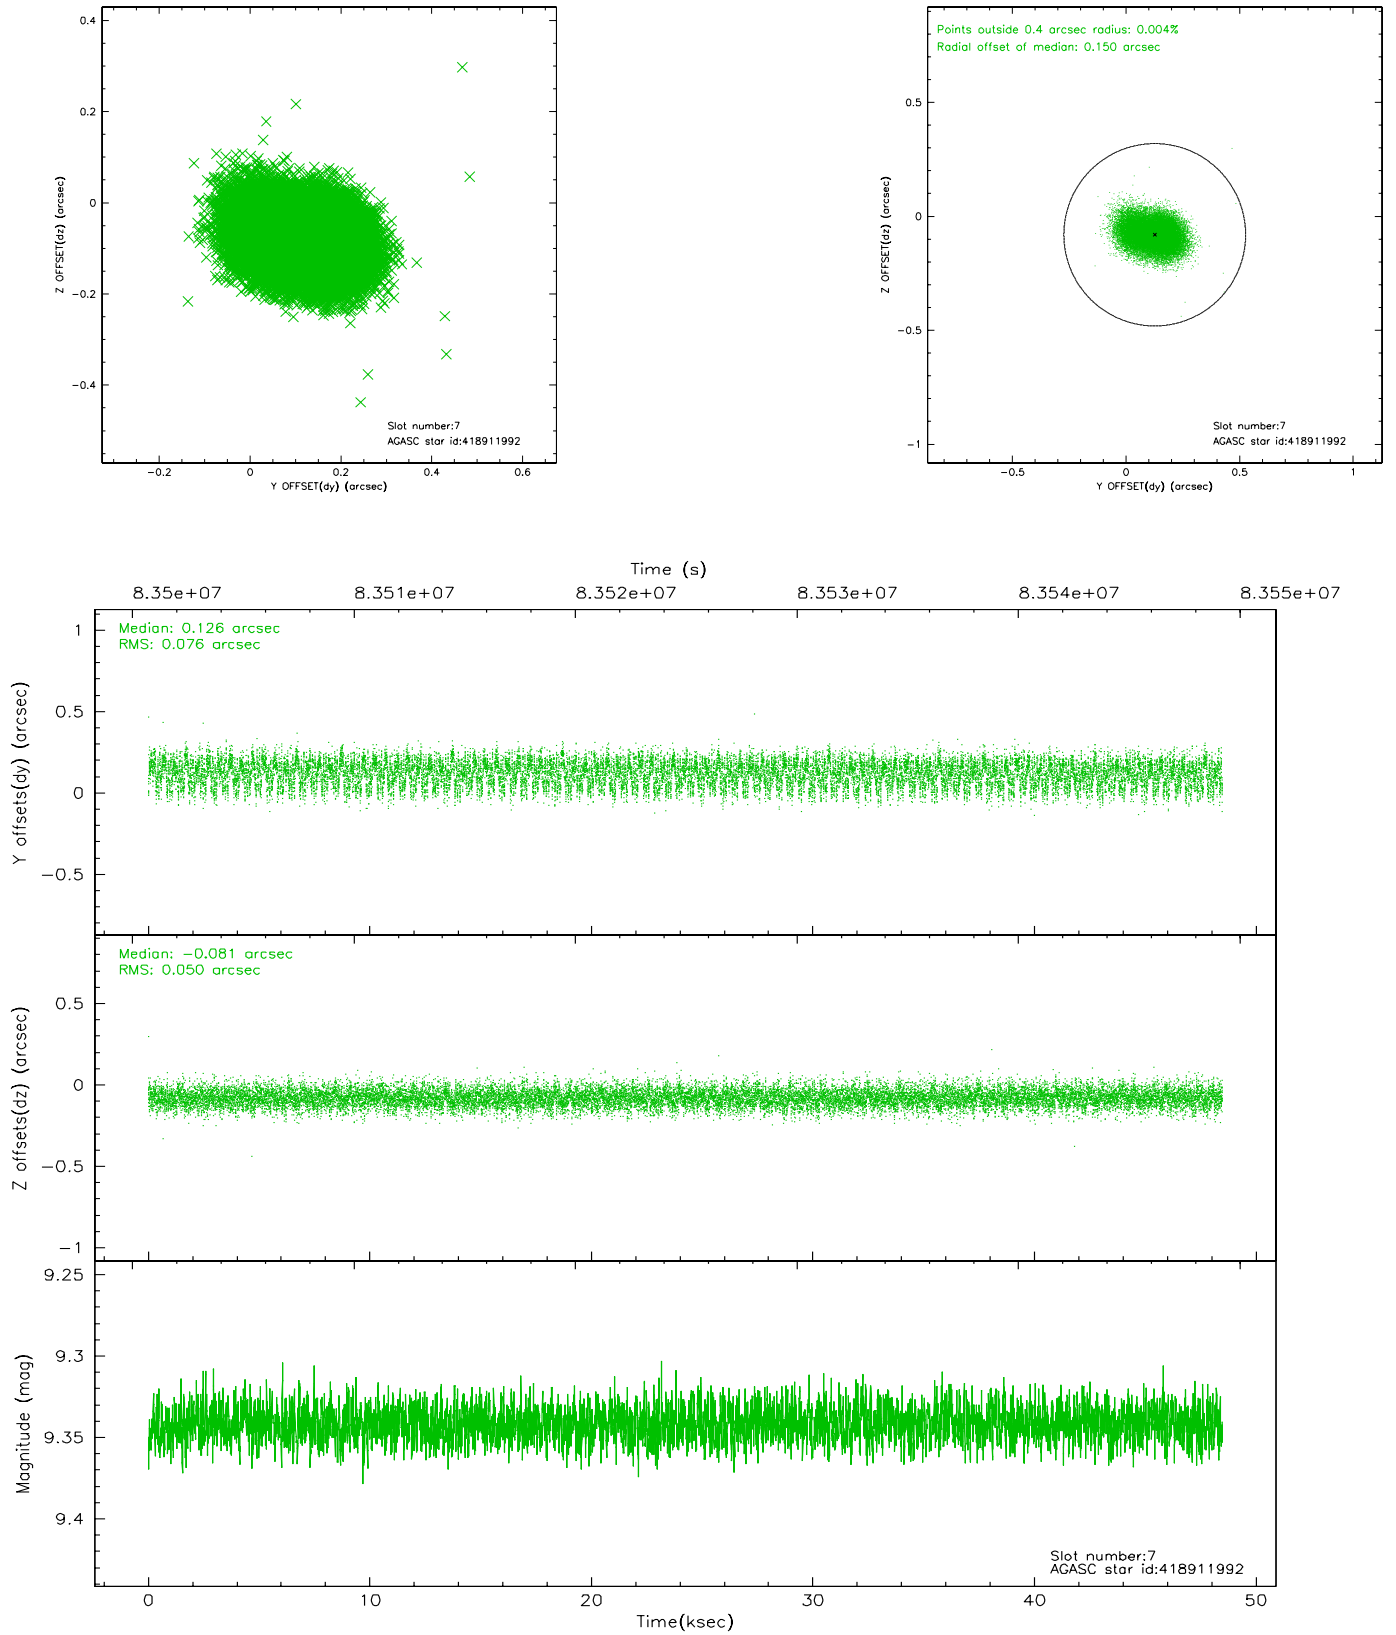 0.4
0.2
0
−0.2
−0.4
Z OFFSET(dz) (arcsec)
Slot number:7
AGASC star id:418911992
−0.2
0
0.2
0.4
0.6
Y OFFSET(dy) (arcsec)
Points outside 0.4 arcsec radius: 0.004%
Radial offset of median: 0.150 arcsec
0.5
0
−0.5
−1
Z OFFSET(dz) (arcsec)
Slot number:7
AGASC star id:418911992
−0.5
0
0.5
1
Y OFFSET(dy) (arcsec)
Time (s)
8.35e+07
8.351e+07
8.352e+07
8.353e+07
8.354e+07
8.355e+07
Median: 0.126 arcsec
RMS: 0.076 arcsec
1
0.5
0
−0.5
Y offsets(dy) (arcsec)
Median: −0.081 arcsec
RMS: 0.050 arcsec
0.5
0
−0.5
−1
Z offsets(dz) (arcsec)
9.25
9.3
9.35
9.4
Magnitude (mag)
Slot number:7
AGASC star id:418911992
0
10
20
30
40
50
Time(ksec)